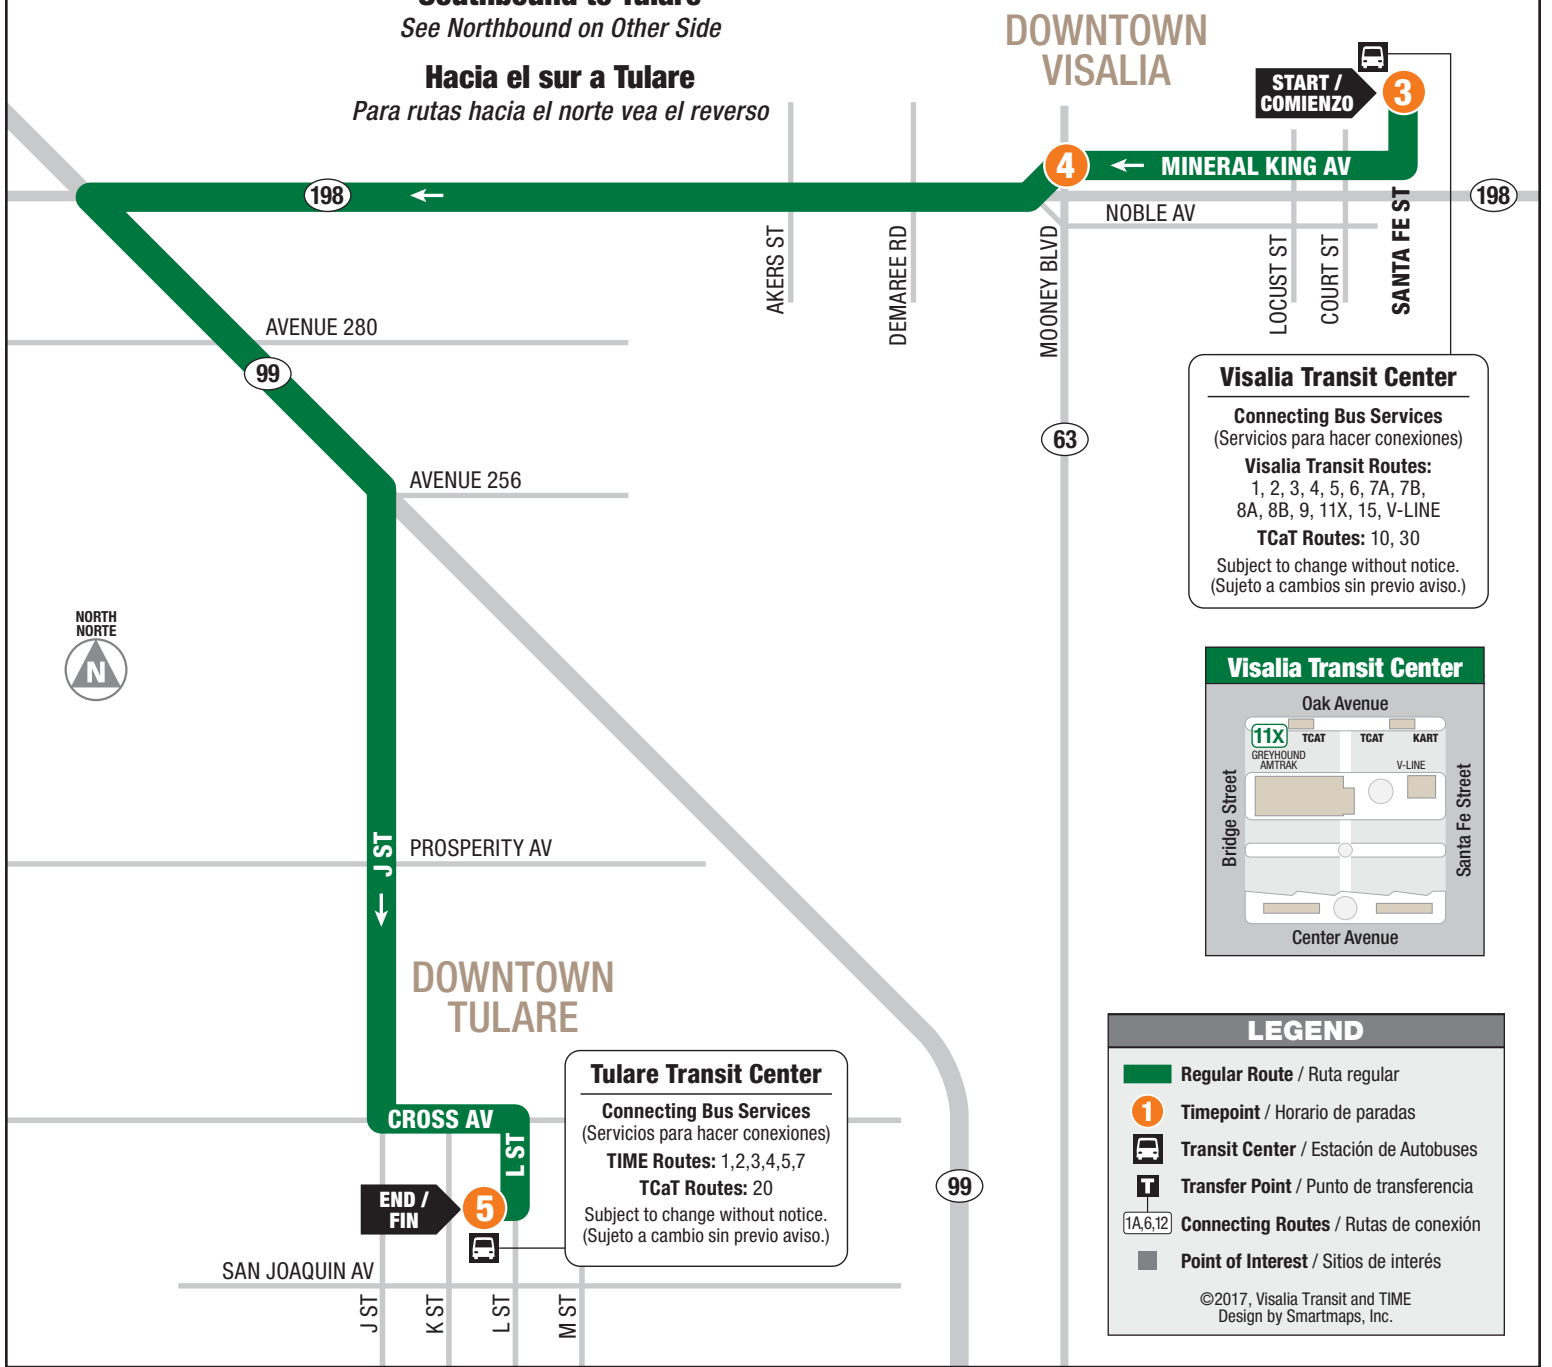 Southbound to Tulare
See Northbound on Other Side
Hacia el sur a Tulare
Para rutas hacia el norte vea el reverso
DOWNTOWN
VISALIA
START /
COMIENZO
3
4
MINERAL KING AV
198
198
NOBLE AV
AKERS ST
DEMAREE RD
MOONEY BLVD
LOCUST ST
COURT ST
SANTA FE ST
AVENUE 280
99
63
AVENUE 256
Visalia Transit Center
Connecting Bus Services
(Servicios para hacer conexiones)
Visalia Transit Routes:
1, 2, 3, 4, 5, 6, 7A, 7B,
8A, 8B, 9, 11X, 15, V-LINE
TCaT Routes: 10, 30
Subject to change without notice.
(Sujeto a cambios sin previo aviso.)
NORTH
NORTE
N
Visalia Transit Center
Oak Avenue
11X
TCAT
TCAT
KART
GREYHOUND
AMTRAK
V-LINE
Bridge Street
Santa Fe Street
Center Avenue
J ST
PROSPERITY AV
DOWNTOWN
TULARE
CROSS AV
L ST
END /
FIN
5
Tulare Transit Center
Connecting Bus Services
(Servicios para hacer conexiones)
TIME Routes: 1,2,3,4,5,7
TCaT Routes: 20
Subject to change without notice.
(Sujeto a cambio sin previo aviso.)
99
SAN JOAQUIN AV
J ST
K ST
L ST
M ST
LEGEND
Regular Route / Ruta regular
1 Timepoint / Horario de paradas
Transit Center / Estación de Autobuses
T Transfer Point / Punto de transferencia
1A,6,12 Connecting Routes / Rutas de conexión
Point of Interest / Sitios de interés
©2017, Visalia Transit and TIME
Design by Smartmaps, Inc.